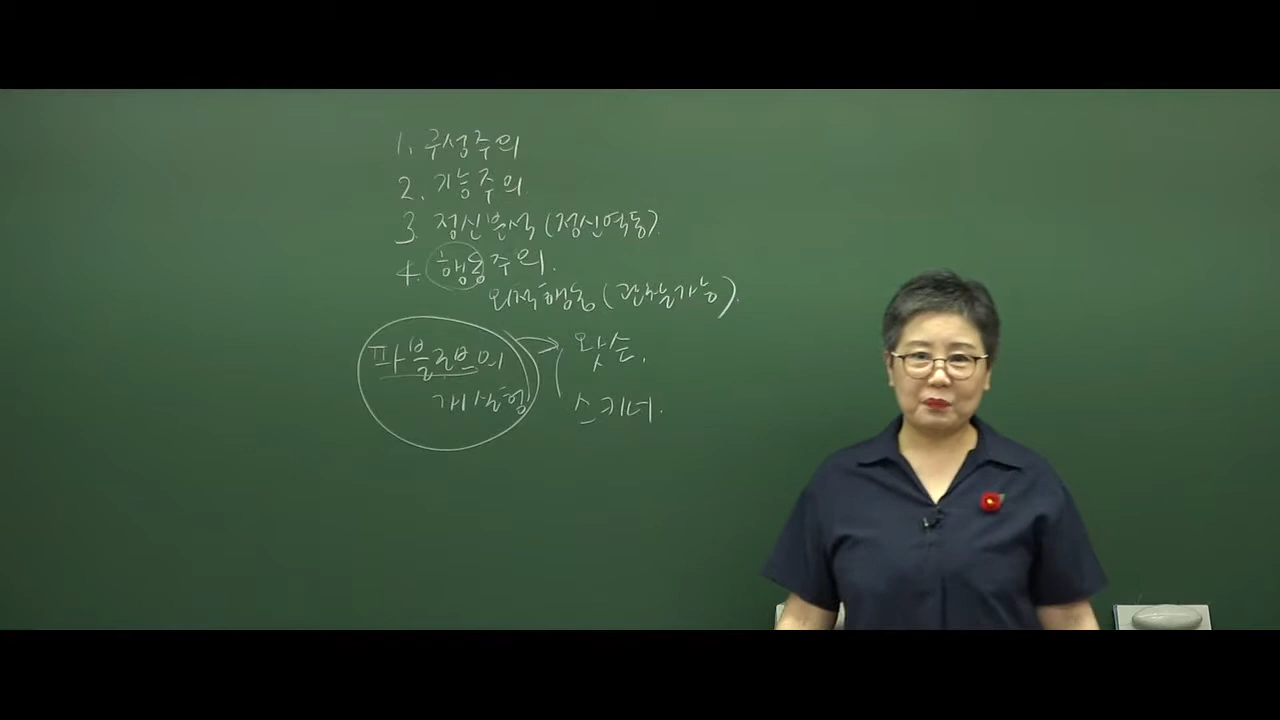 1. 구성주의
2. 기능주의
3. 정신분석 (정신역동).
4. 행동주의.
외적행동 (관찰가능).
파블로브의
개실험
왓슨.
스키너.